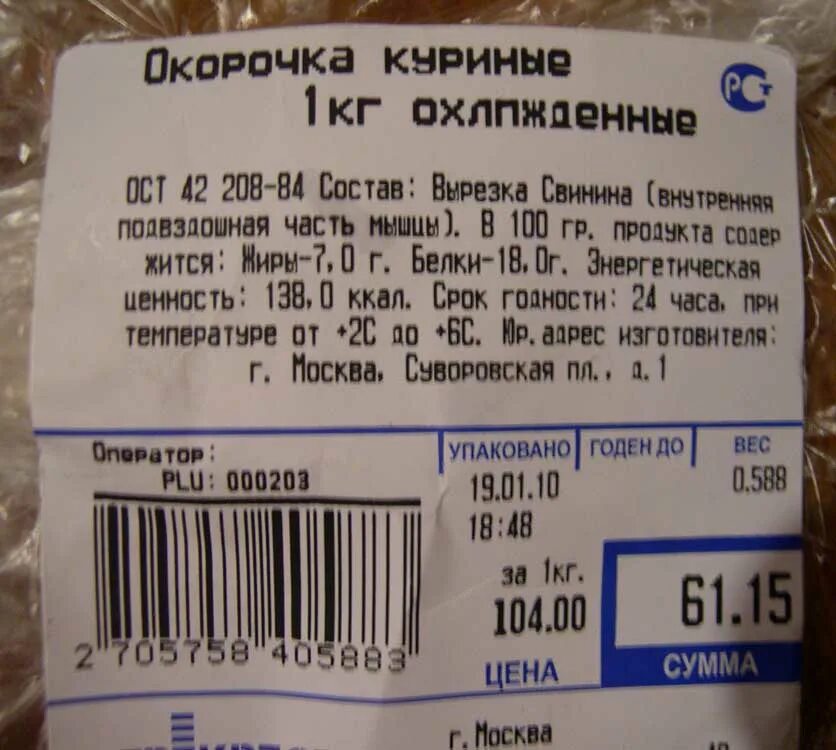 Окорочка куриные
1кг охлпжденные
РСТ
ОСТ 42 208-84 Состав: Вырезка Свинина (внутренняя
подвздошная часть мышцы). В 100 гр. продукта содер
жится: Жиры-7,0 г. Белки-18,0г. Энергетическая
ценность: 138,0 ккал. Срок годности: 24 часа, при
температуре от +2С до +6С. Юр.адрес изготовителя:
г. Москва, Суворовская пл., д.1
Оператор:
PLU: 000203
УПАКОВАНО ГОДЕН ДО ВЕС
19.01.10 0.588
18:48
за 1кг.
104.00 61.15
2 705758 405883
ЦЕНА СУММА
г.Москва